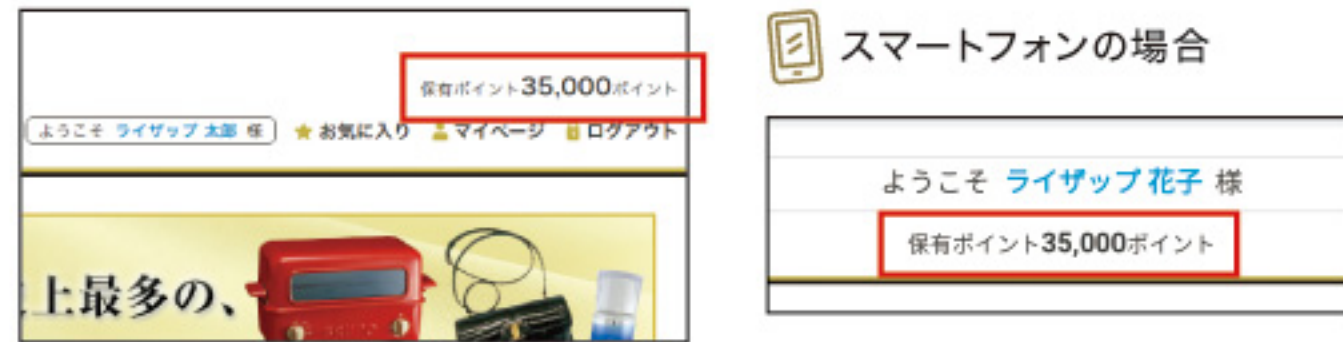 保有ポイント35,000ポイント
ようこそ ライザップ 太郎 様 ★ お気に入り マイページ ログアウト
上最多の、
スマートフォンの場合
ようこそ ライザップ 花子 様
保有ポイント35,000ポイント